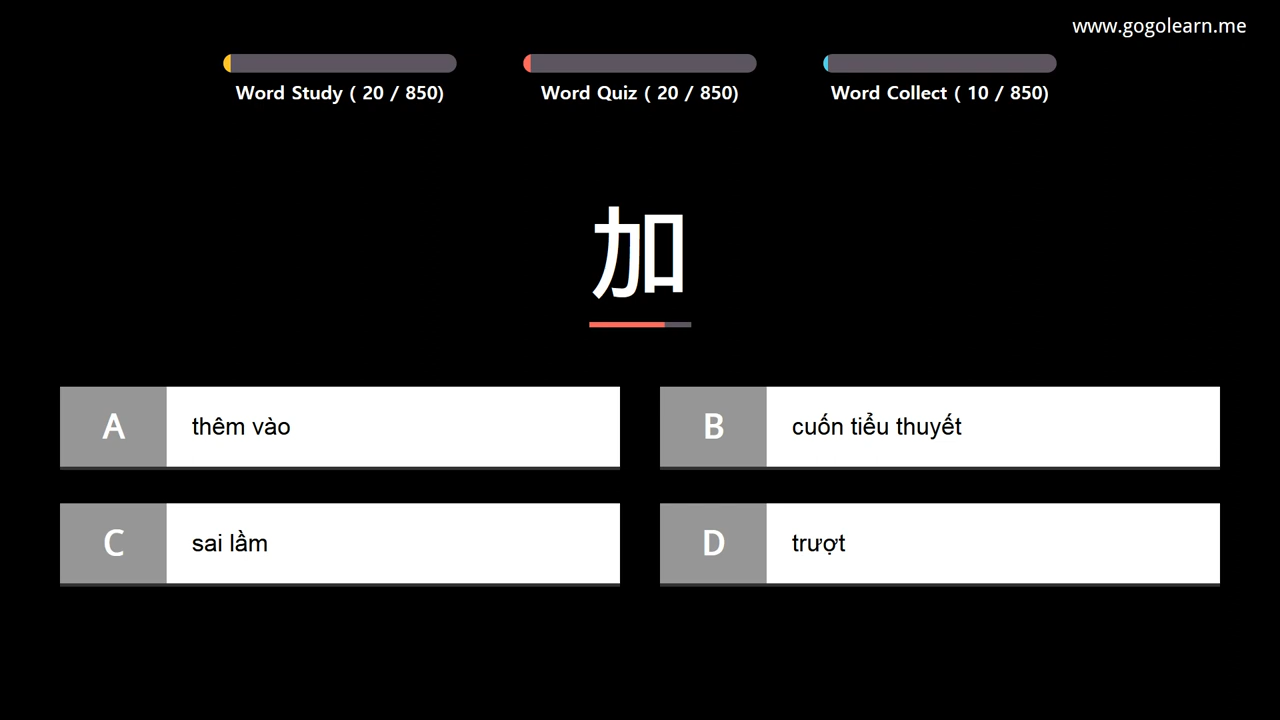 www.gogolearn.me
Word Study ( 20 / 850)
Word Quiz ( 20 / 850)
Word Collect ( 10 / 850)
加
A thêm vào
B cuốn tiểu thuyết
C sai lầm
D trượt